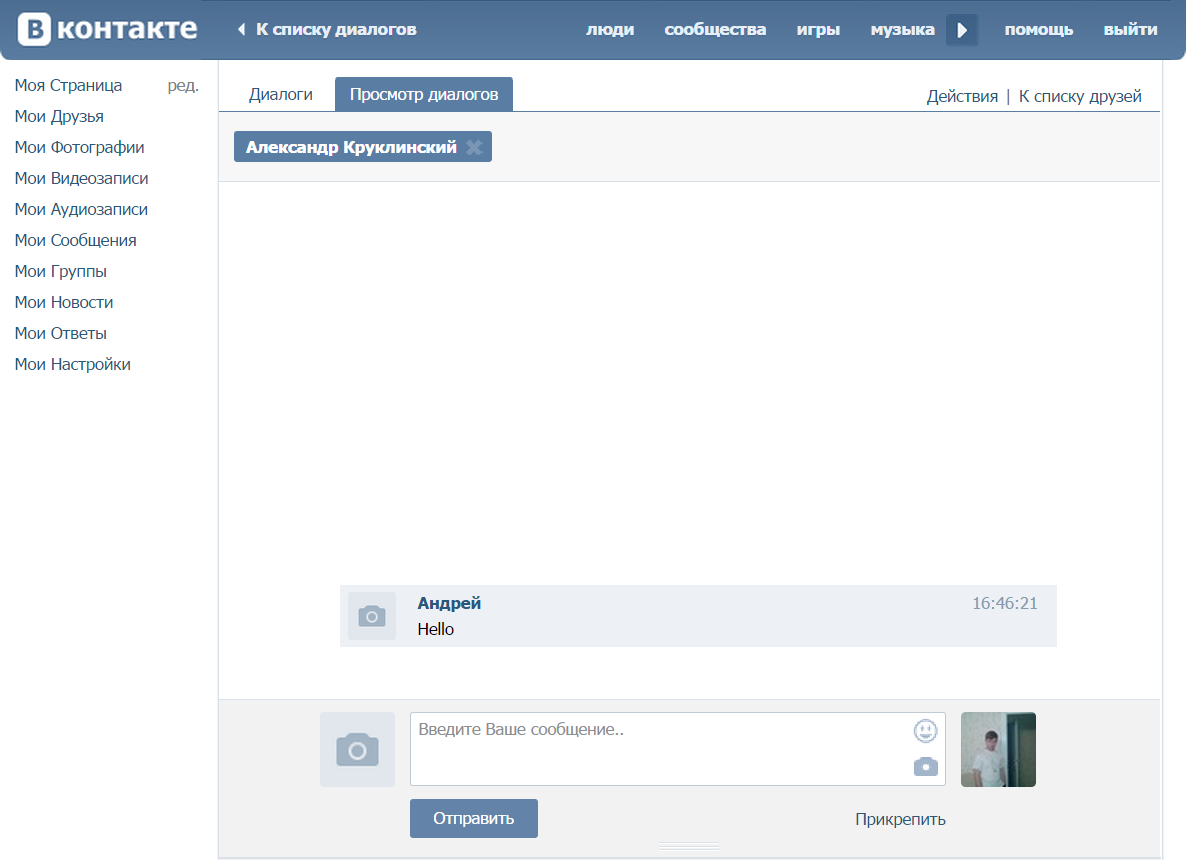 В контакте
К списку диалогов
люди сообщества игры музыка помощь выйти
Моя Страница ред.
Мои Друзья
Мои Фотографии
Мои Видеозаписи
Мои Аудиозаписи
Мои Сообщения
Мои Группы
Мои Новости
Мои Ответы
Мои Настройки
Диалоги Просмотр диалогов Действия | К списку друзей
Александр Круклинский
Андрей 16:46:21
Hello
Введите Ваше сообщение..
Отправить Прикрепить